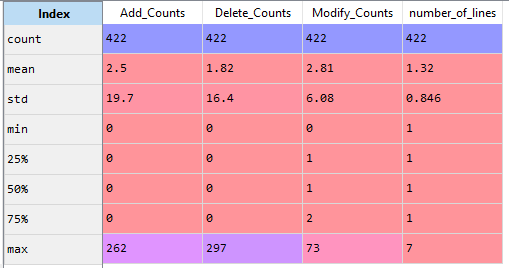 Index Add_Counts Delete_Counts Modify_Counts number_of_lines
count 422 422 422 422
mean 2.5 1.82 2.81 1.32
std 19.7 16.4 6.08 0.846
min 0 0 0 1
25% 0 0 1 1
50% 0 0 1 1
75% 0 0 2 1
max 262 297 73 7